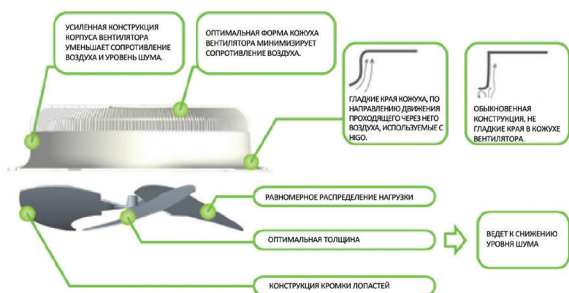 УСИЛЕННАЯ КОНСТРУКЦИЯ
КОРПУСА ВЕНТИЛЯТОРА
УМЕНЬШАЕТ СОПРОТИВЛЕНИЕ
ВОЗДУХА И УРОВЕНЬ ШУМА.
ОПТИМАЛЬНАЯ ФОРМА КОЖУХА
ВЕНТИЛЯТОРА МИНИМИЗИРУЕТ
СОПРОТИВЛЕНИЕ ВОЗДУХА.
ГЛАДКИЕ КРАЯ КОЖУХА, ПО
НАПРАВЛЕНИЮ ДВИЖЕНИЯ
ПРОХОДЯЩЕГО ЧЕРЕЗ НЕГО
ВОЗДУХА, ИСПОЛЬЗУЕМЫЕ С
HIGO.
ОБЫКНОВЕННАЯ
КОНСТРУКЦИЯ, НЕ
ГЛАДКИЕ КРАЯ В КОЖУХЕ
ВЕНТИЛЯТОРА.
РАВНОМЕРНОЕ РАСПРЕДЕЛЕНИЕ НАГРУЗКИ
ОПТИМАЛЬНАЯ ТОЛЩИНА
ВЕДЕТ К СНИЖЕНИЮ
УРОВНЯ ШУМА
КОНСТРУКЦИЯ КРОМКИ ЛОПАСТЕЙ